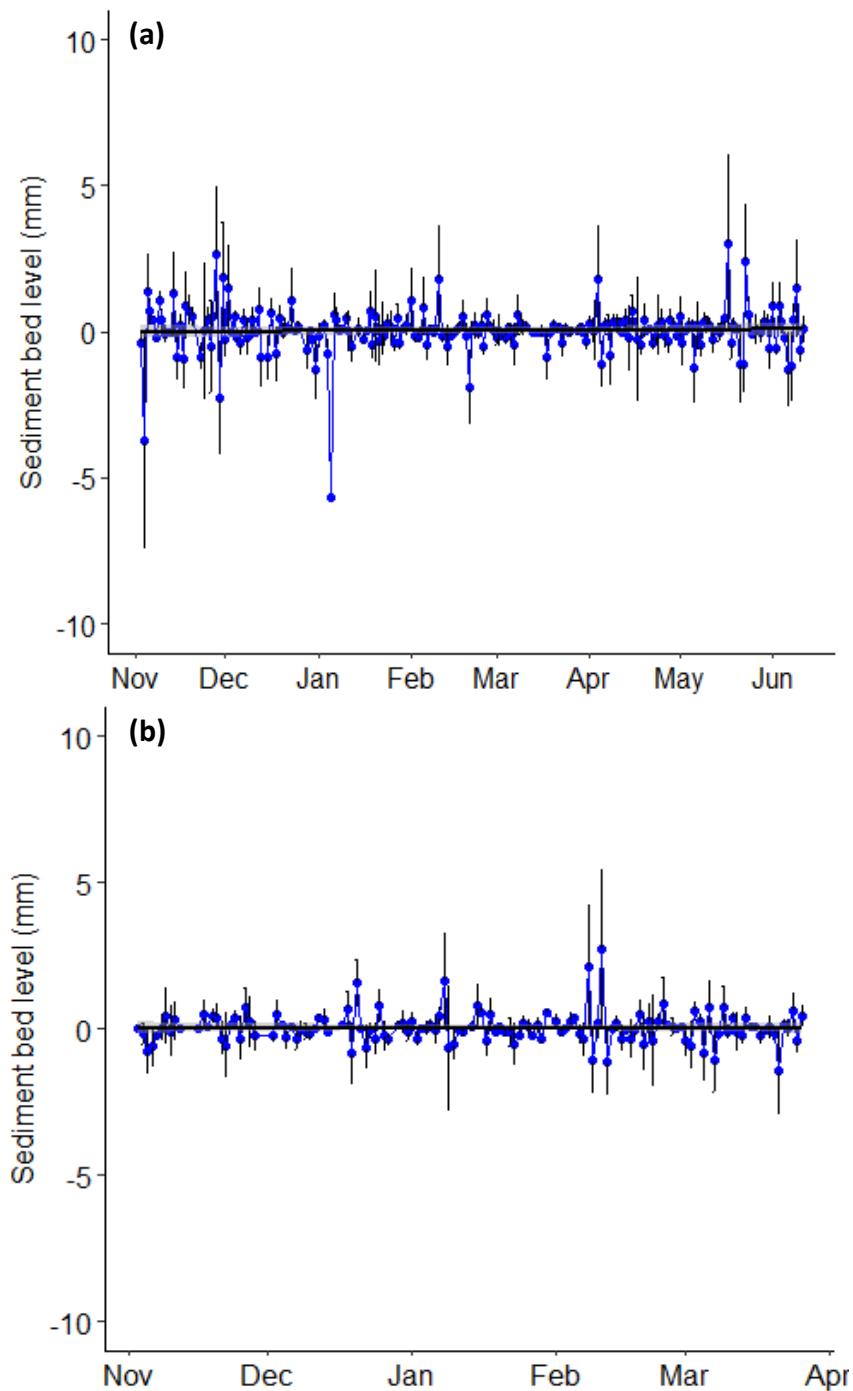 (a)
10
5
0
-5
-10
Sediment bed level (mm)
Nov Dec Jan Feb Mar Apr May Jun
(b)
10
5
0
-5
-10
Sediment bed level (mm)
Nov Dec Jan Feb Mar Apr